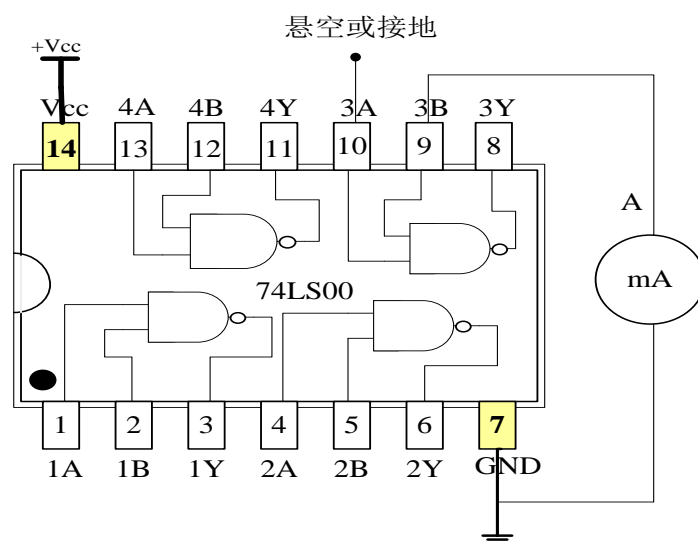 悬空或接地
+Vcc
Vcc 4A 4B 4Y 3A 3B 3Y
14 13 12 11 10 9 8
A
mA
74LS00
1 2 3 4 5 6 7
1A 1B 1Y 2A 2B 2Y GND